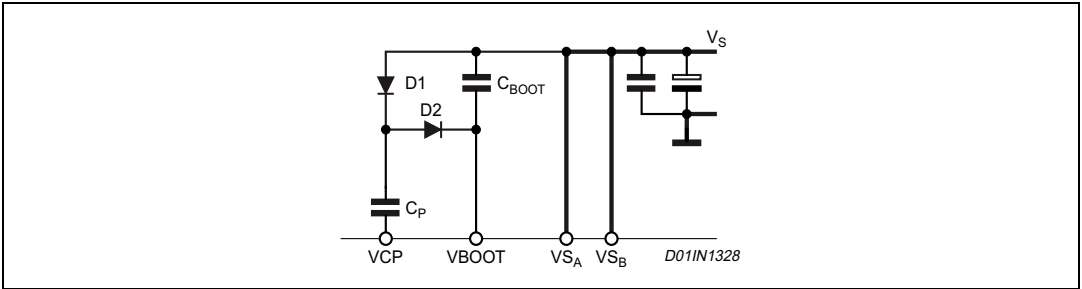 V_S
D1
C_BOOT
D2
C_P
VCP VBOOT VS_A VS_B D01IN1328